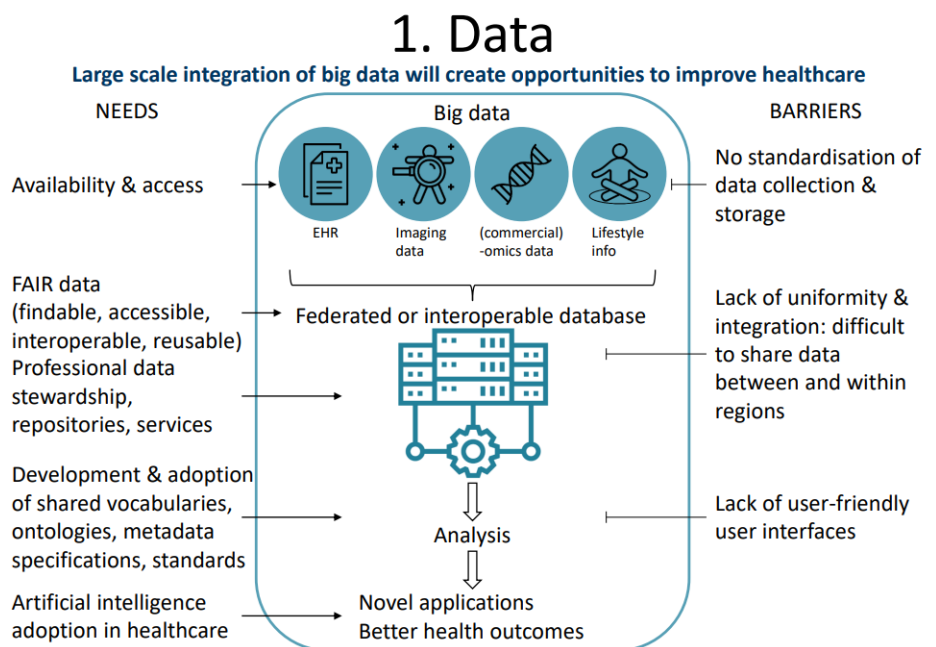 1. Data
Large scale integration of big data will create opportunities to improve healthcare
NEEDS
Availability & access
FAIR data
(findable, accessible,
interoperable, reusable)
Professional data
stewardship,
repositories, services
Development & adoption
of shared vocabularies,
ontologies, metadata
specifications, standards
Artificial intelligence
adoption in healthcare
Big data
EHR
Imaging
data
(commercial)
-omics data
Lifestyle
info
Federated or interoperable database
Analysis
Novel applications
Better health outcomes
BARRIERS
No standardisation of
data collection &
storage
Lack of uniformity &
integration: difficult
to share data
between and within
regions
Lack of user-friendly
user interfaces